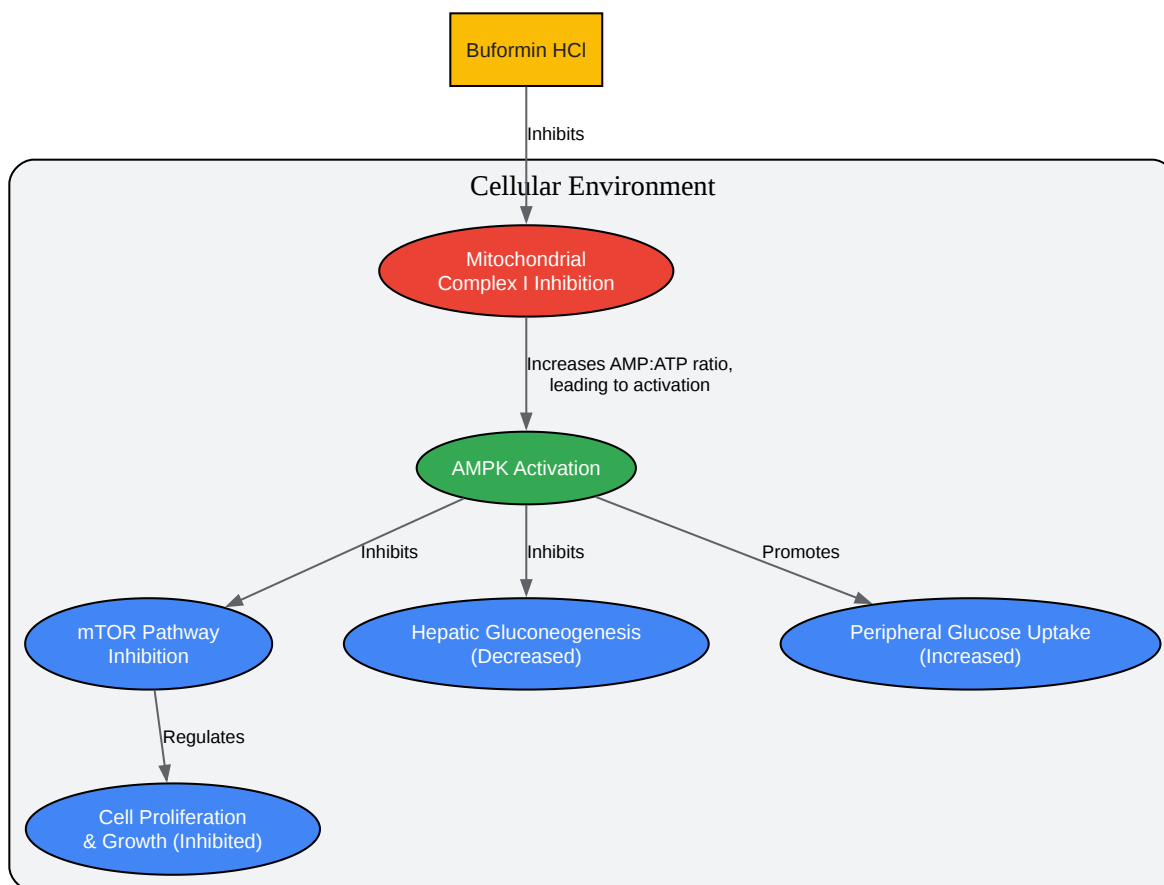 Buformin HCl
Inhibits
Cellular Environment
Mitochondrial
Complex I Inhibition
Increases AMP:ATP ratio,
leading to activation
AMPK Activation
Inhibits
Inhibits
Promotes
mTOR Pathway
Inhibition
Hepatic Gluconeogenesis
(Decreased)
Peripheral Glucose Uptake
(Increased)
Regulates
Cell Proliferation
& Growth (Inhibited)